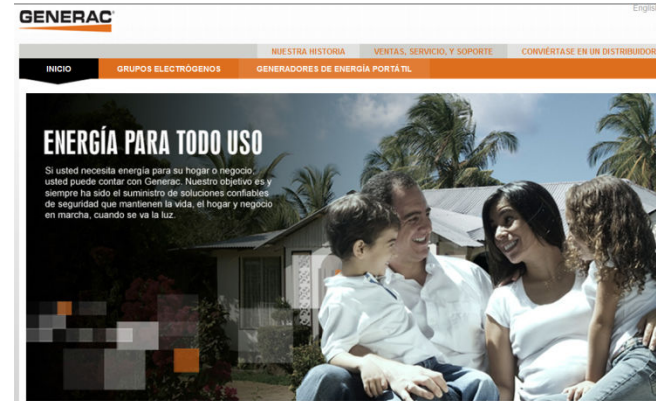 English
GENERAC
NUESTRA HISTORIA VENTAS, SERVICIO, Y SOPORTE CONVIÉRTASE EN UN DISTRIBUIDOR
INICIO GRUPOS ELECTRÓGENOS GENERADORES DE ENERGÍA PORTÁTIL
ENERGÍA PARA TODO USO
Si usted necesita energía para su hogar o negocio,
usted puede contar con Generac. Nuestro objetivo es y
siempre ha sido el suministro de soluciones confiables
de seguridad que mantienen la vida, el hogar y negocio
en marcha, cuando se va la luz.